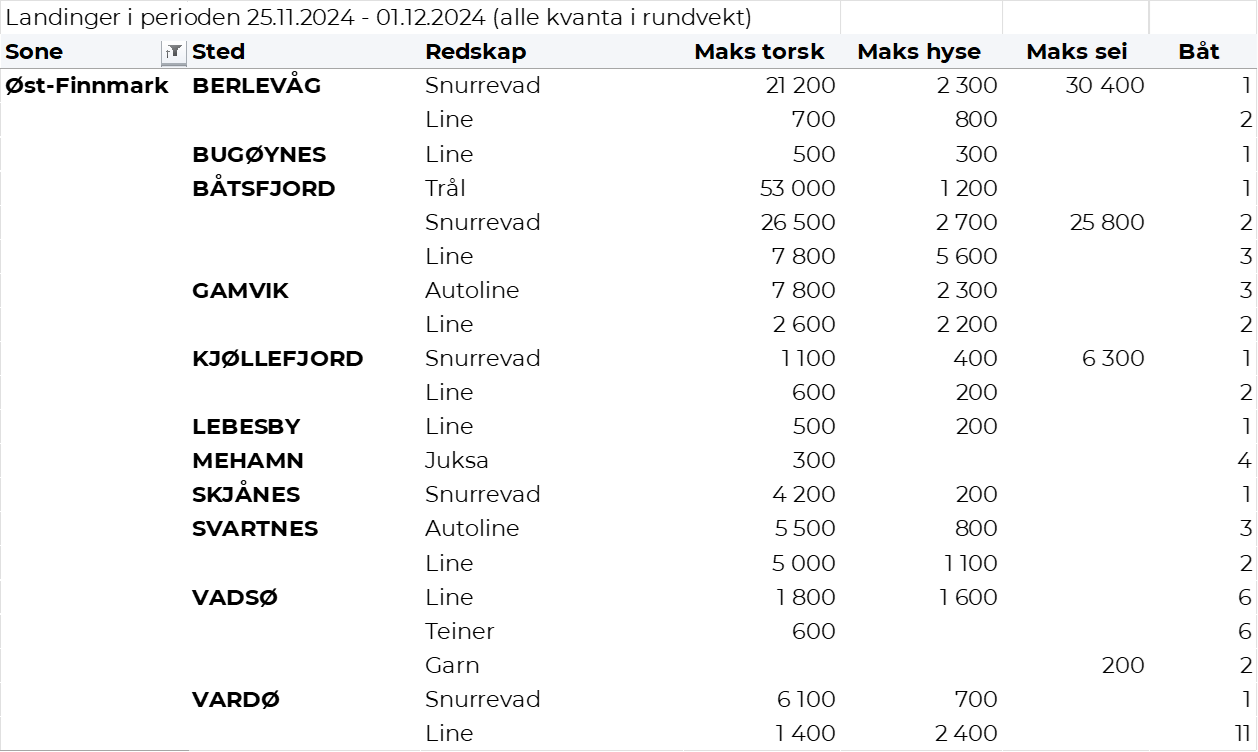 Landinger i perioden 25.11.2024 - 01.12.2024 (alle kvanta i rundvekt)
Sone Sted Redskap Maks torsk Maks hyse Maks sei Båt
Øst-Finnmark BERLEVÅG Snurrevad 21 200 2 300 30 400 1
Line 700 800 2
BUGØYNES Line 500 300 1
BÅTSFJORD Trål 53 000 1 200 1
Snurrevad 26 500 2 700 25 800 2
Line 7 800 5 600 3
GAMVIK Autoline 7 800 2 300 3
Line 2 600 2 200 2
KJØLLEFJORD Snurrevad 1 100 400 6 300 1
Line 600 200 2
LEBESBY Line 500 200 1
MEHAMN Juksa 300 4
SKJÅNES Snurrevad 4 200 200 1
SVARTNES Autoline 5 500 800 3
Line 5 000 1 100 2
VADSØ Line 1 800 1 600 6
Teiner 600 6
Garn 200 2
VARDØ Snurrevad 6 100 700 1
Line 1 400 2 400 11